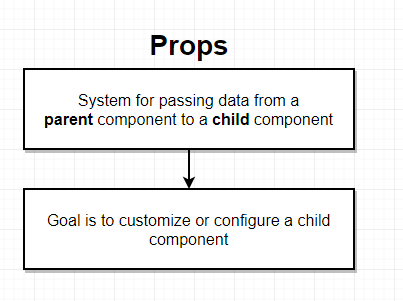 Props
System for passing data from a
parent component to a child component
Goal is to customize or configure a child
component